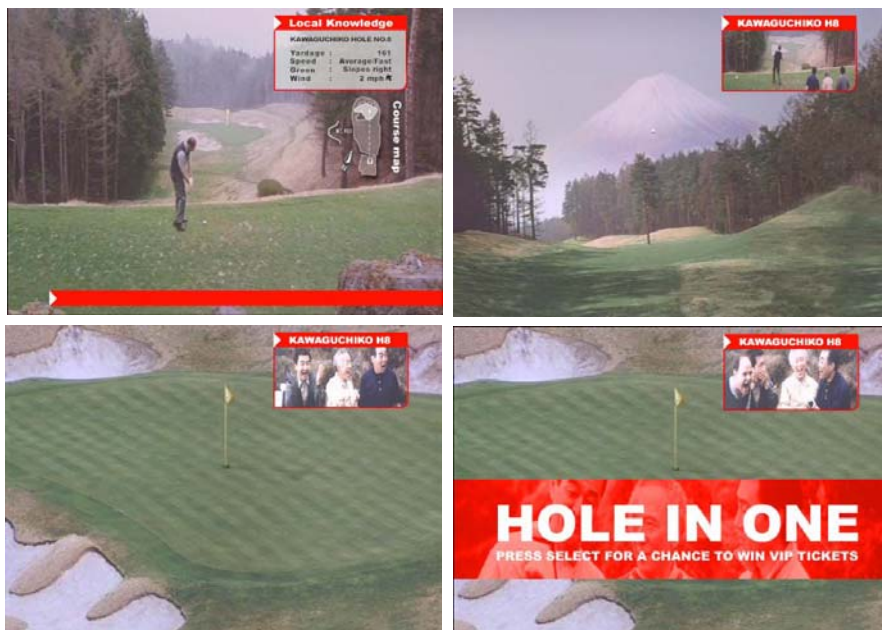 Local Knowledge
KAWAGUCHIKO HOLE NO.8
Yardage : 161
Speed : Average/Fast
Green : Slopes right
Wind : 2 mph
Course map
KAWAGUCHIKO H8
KAWAGUCHIKO H8
KAWAGUCHIKO H8
HOLE IN ONE
PRESS SELECT FOR A CHANCE TO WIN VIP TICKETS